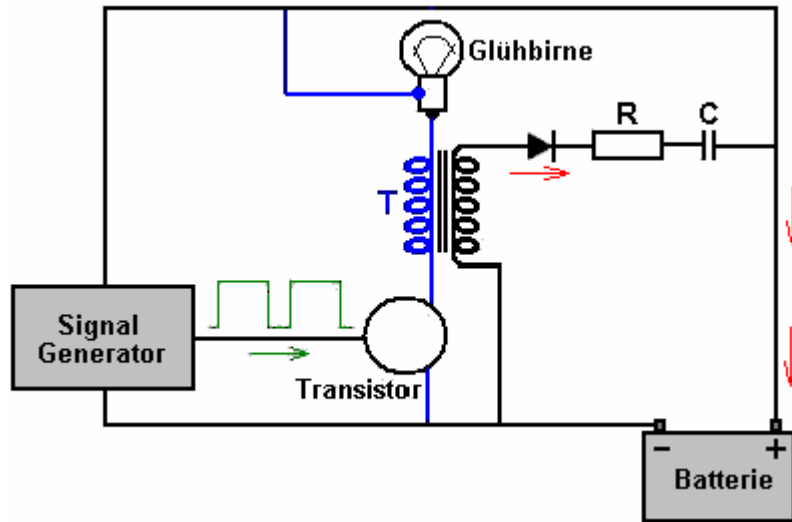 Glühbirne
R
C
T
Signal
Generator
Transistor
− +
Batterie